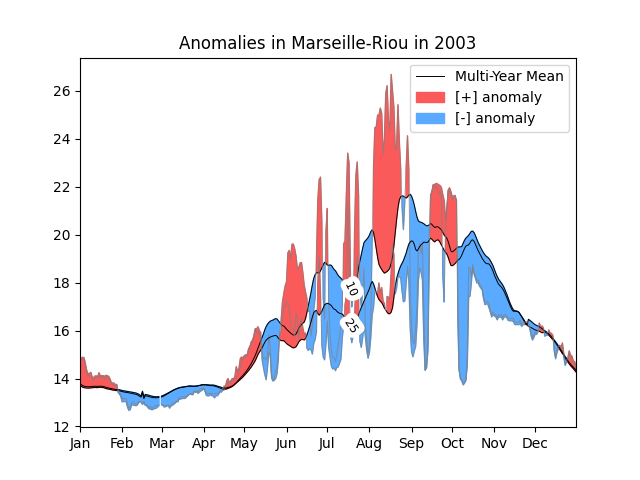 Anomalies in Marseille-Riou in 2003
Multi-Year Mean
[+] anomaly
[-] anomaly
26
24
22
20
18
16
14
12
10
25
Jan Feb Mar Apr May Jun Jul Aug Sep Oct Nov Dec